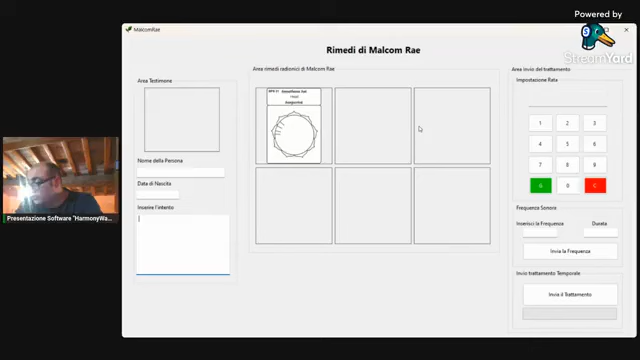 Powered by
StreamYard
MalcomRae
Rimedi di Malcom Rae
Area Testimone
Nome della Persona
Data di Nascita
Inserire l'intento
Area rimedi radionici di Malcom Rae
Area Invio del trattamento
Impostazione Rata
1 2 3
4 5 6
7 8 9
G 0 C
Frequenza Sonore
Inserisci la Frequenza Durata
Invia la Frequenza
Invio trattamento Temporale
Invia il Trattamento
Presentazione Software "HarmonyWa...